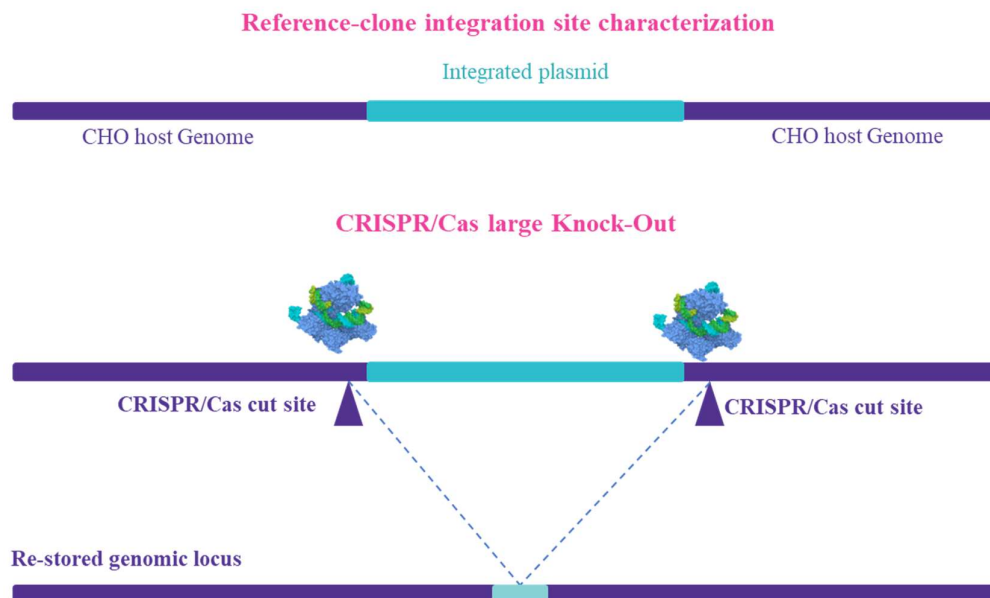 Reference-clone integration site characterization
Integrated plasmid
CHO host Genome
CHO host Genome
CRISPR/Cas large Knock-Out
CRISPR/Cas cut site
CRISPR/Cas cut site
Re-stored genomic locus